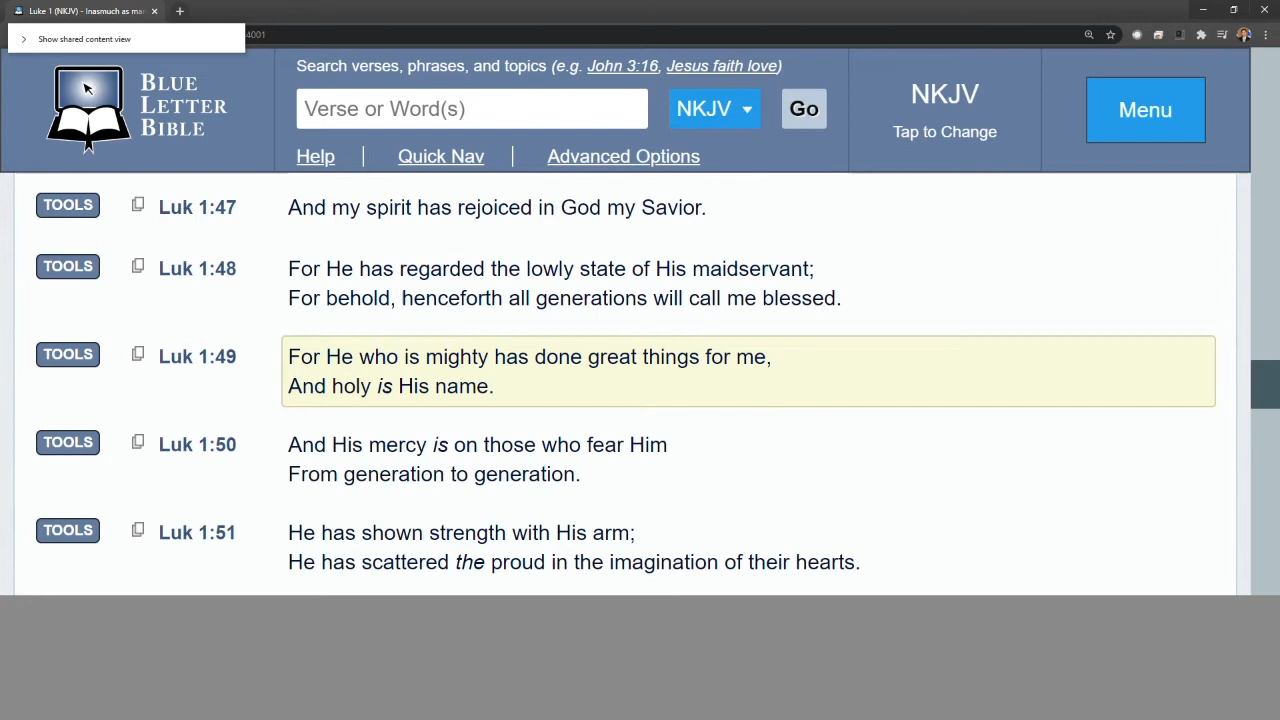 Luke 1 (NKJV) - Inasmuch as ma
Show shared content view
4001
BLUE
LETTER
BIBLE
Search verses, phrases, and topics (e.g. John 3:16, Jesus faith love)
Verse or Word(s)
NKJV
Go
Help
Quick Nav
Advanced Options
NKJV
Tap to Change
Menu
TOOLS Luk 1:47 And my spirit has rejoiced in God my Savior.
TOOLS Luk 1:48 For He has regarded the lowly state of His maidservant;
For behold, henceforth all generations will call me blessed.
TOOLS Luk 1:49 For He who is mighty has done great things for me,
And holy is His name.
TOOLS Luk 1:50 And His mercy is on those who fear Him
From generation to generation.
TOOLS Luk 1:51 He has shown strength with His arm;
He has scattered the proud in the imagination of their hearts.